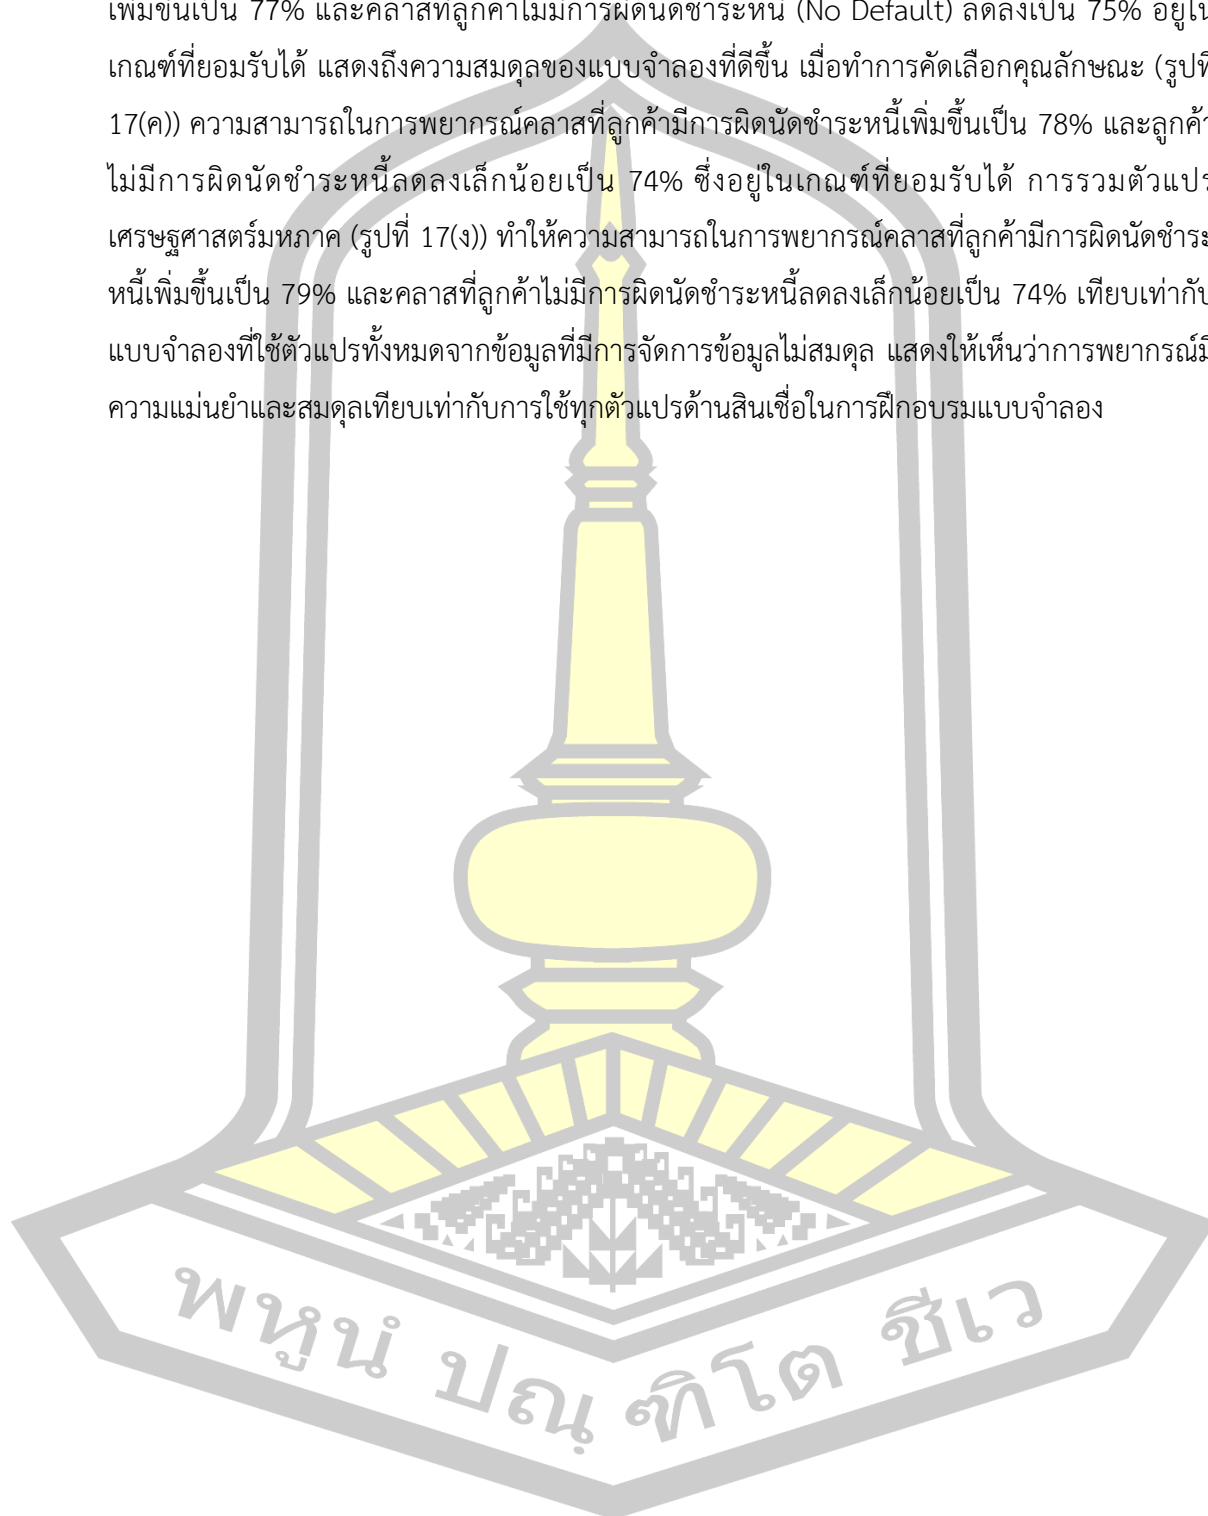 เพิ่มขึ้นเป็น 77% และคลาสที่ลูกค้าไม่มีการผิดนัดชำระหนี้ (No Default) ลดลงเป็น 75% อยู่ใน
เกณฑ์ที่ยอมรับได้ แสดงถึงความสมดุลของแบบจำลองที่ดีขึ้น เมื่อทำการคัดเลือกคุณลักษณะ (รูปที่
17(ค)) ความสามารถในการพยากรณ์คลาสที่ลูกค้ามีการผิดนัดชำระหนี้เพิ่มขึ้นเป็น 78% และลูกค้า
ไม่มีการผิดนัดชำระหนี้ลดลงเล็กน้อยเป็น 74% ซึ่งอยู่ในเกณฑ์ที่ยอมรับได้ การรวมตัวแปร
เศรษฐศาสตร์มหภาค (รูปที่ 17(ง)) ทำให้ความสามารถในการพยากรณ์คลาสที่ลูกค้ามีการผิดนัดชำระ
หนี้เพิ่มขึ้นเป็น 79% และคลาสที่ลูกค้าไม่มีการผิดนัดชำระหนี้ลดลงเล็กน้อยเป็น 74% เทียบเท่ากับ
แบบจำลองที่ใช้ตัวแปรทั้งหมดจากข้อมูลที่มีการจัดการข้อมูลไม่สมดุล แสดงให้เห็นว่าการพยากรณ์มี
ความแม่นยำและสมดุลเทียบเท่ากับการใช้ทุกตัวแปรด้านสินเชื่อในการฝึกอบรมแบบจำลอง
พหูนํ ปณฺฑิโต ชีเว